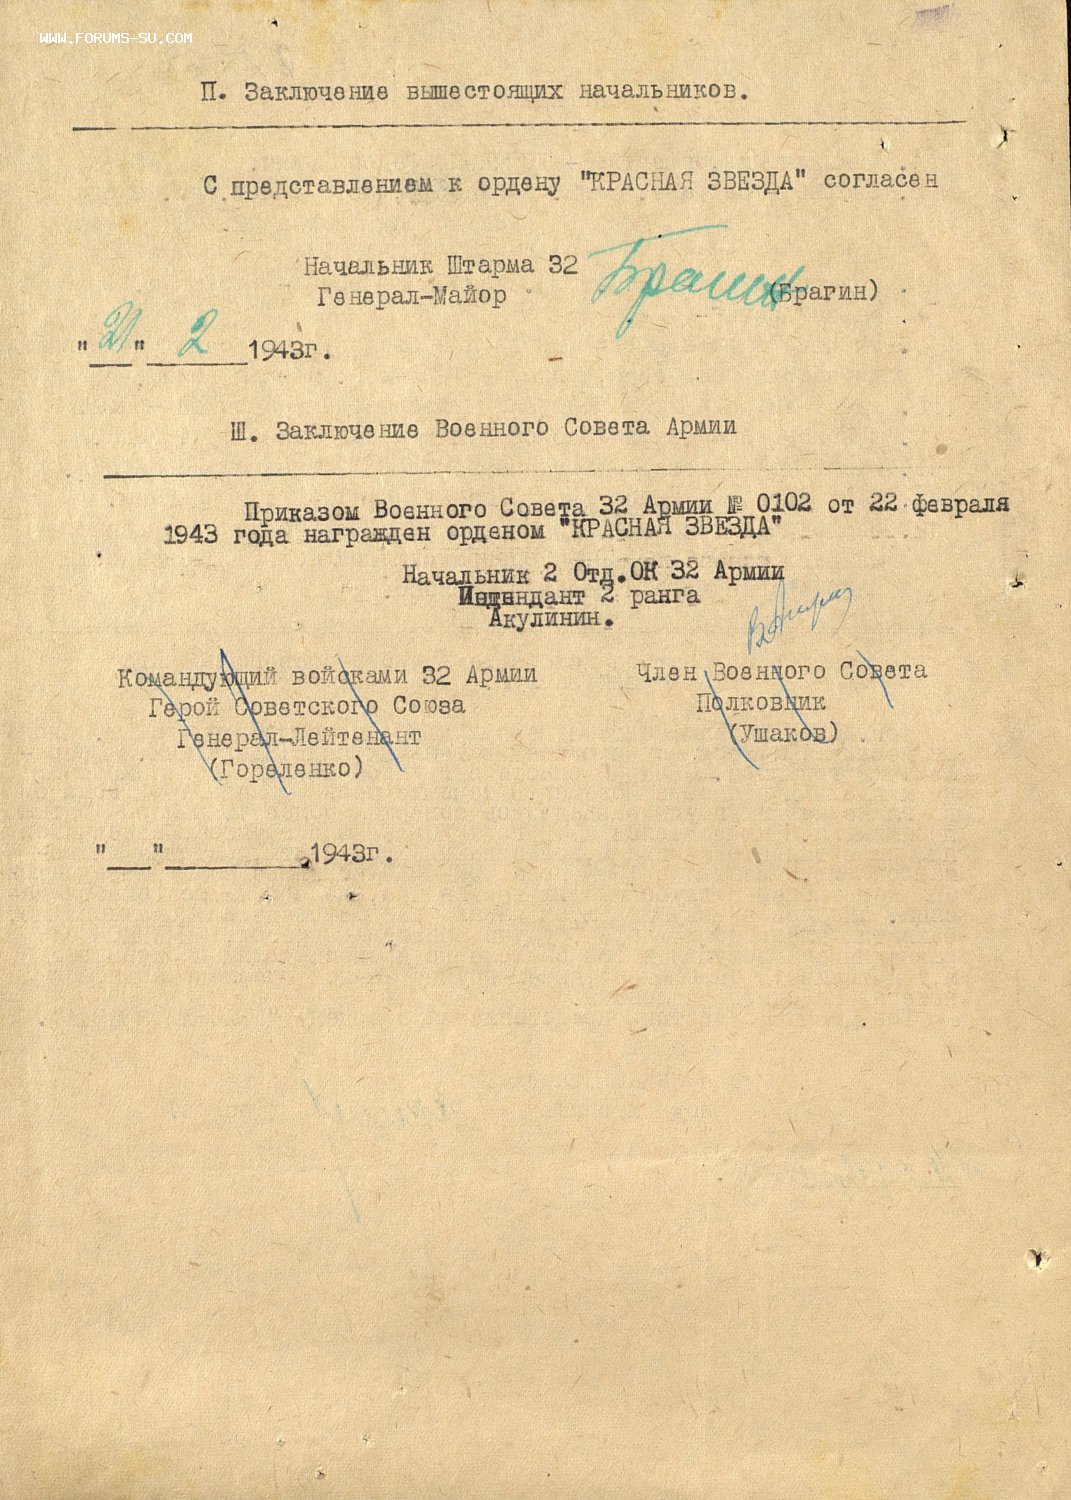 WWW.FORUMS-SU.COM
П. Заключение вышестоящих начальников.
С представлением к ордену "КРАСНАЯ ЗВЕЗДА" согласен
Начальник Штарма 32
Генерал-Майор Брагин (Брагин)
"21" 2 1943г.
Ш. Заключение Военного Совета Армии
Приказом Военного Совета 32 Армии № 0102 от 22 февраля
1943 года награжден орденом "КРАСНАЯ ЗВЕЗДА"
Начальник 2 Отд.ОК 32 Армии
Интендант 2 ранга
Акулинин.
Командующий войсками 32 Армии
Герой Советского Союза
Генерал-Лейтенант
(Гореленко)
Член Военного Совета
Полковник
(Ушаков)
"___"_________1943г.